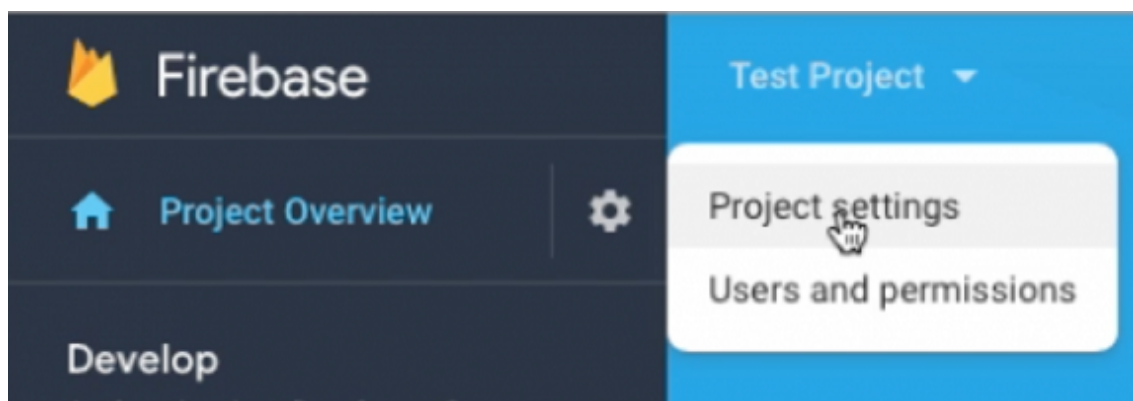 Firebase
Test Project
Project Overview
Project settings
Users and permissions
Develop